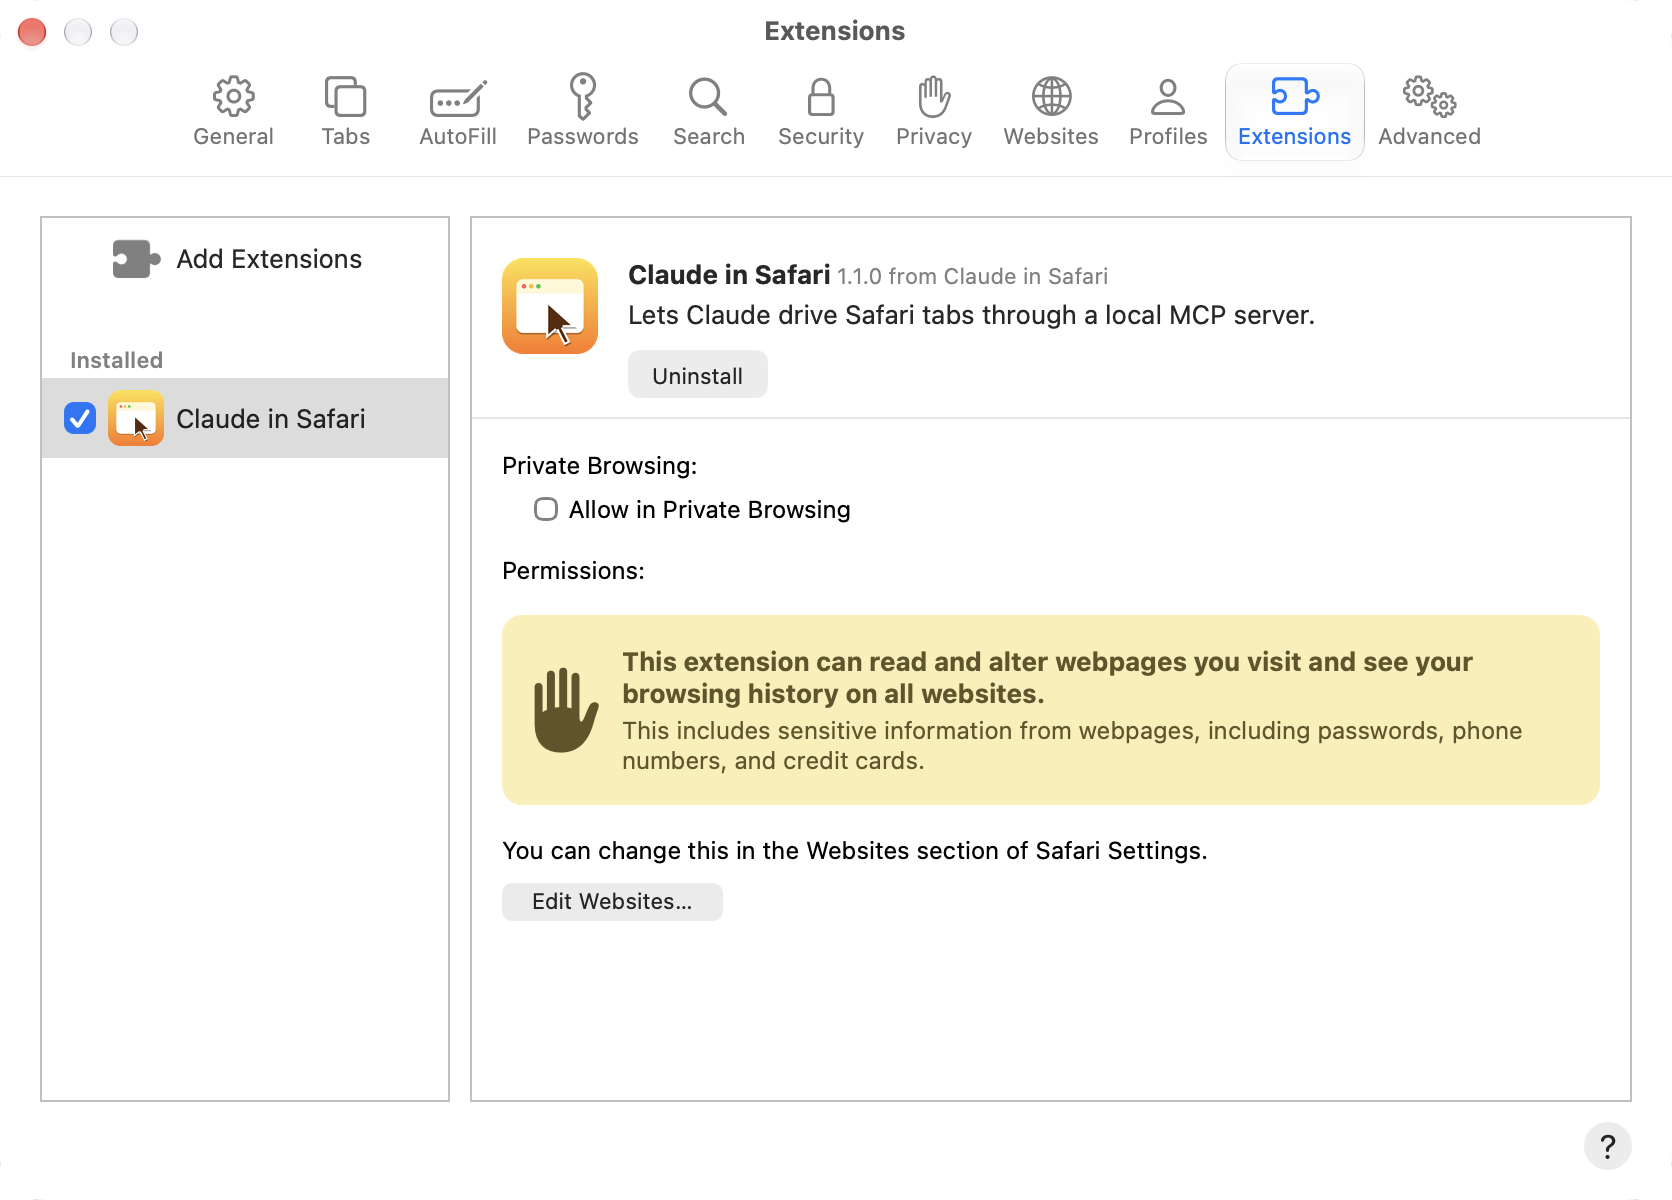 Extensions
General
Tabs
AutoFill
Passwords
Search
Security
Privacy
Websites
Profiles
Extensions
Advanced
Add Extensions
Installed
Claude in Safari
Claude in Safari 1.1.0 from Claude in Safari
Lets Claude drive Safari tabs through a local MCP server.
Uninstall
Private Browsing:
Allow in Private Browsing
Permissions:
This extension can read and alter webpages you visit and see your
browsing history on all websites.
This includes sensitive information from webpages, including passwords, phone
numbers, and credit cards.
You can change this in the Websites section of Safari Settings.
Edit Websites...
?